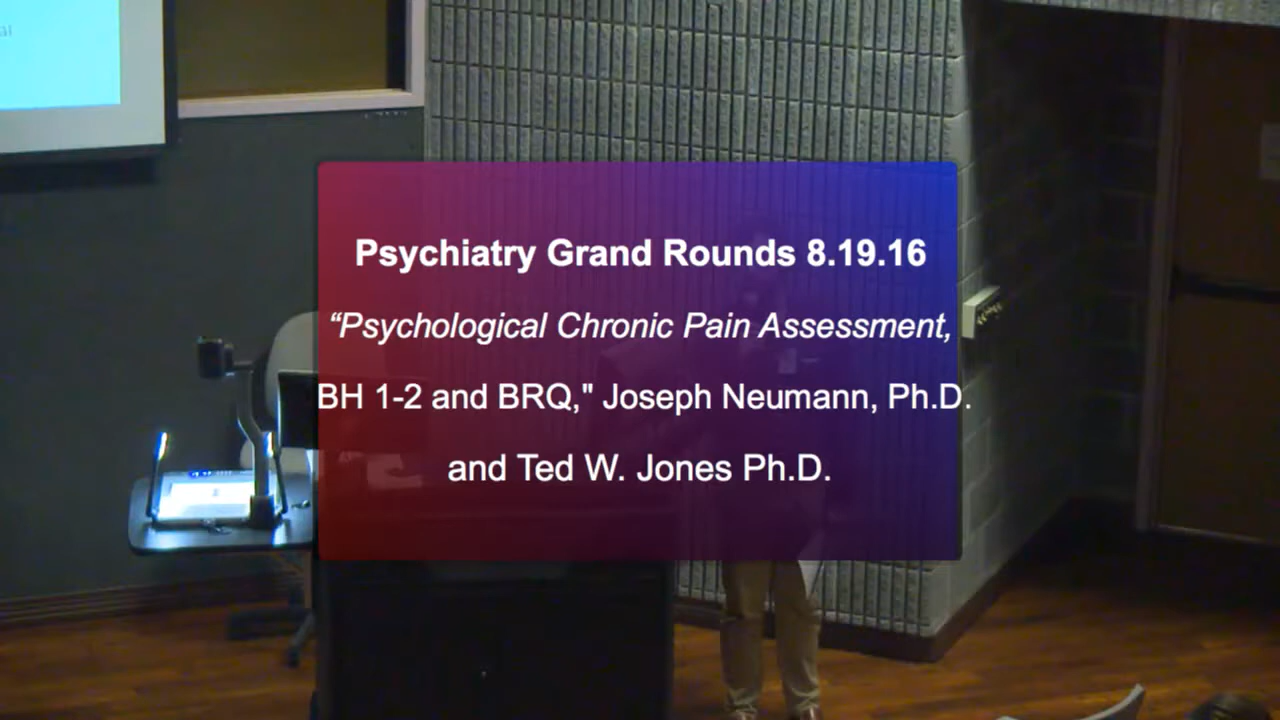 al
Psychiatry Grand Rounds 8.19.16
“Psychological Chronic Pain Assessment,
BH 1-2 and BRQ," Joseph Neumann, Ph.D.
and Ted W. Jones Ph.D.